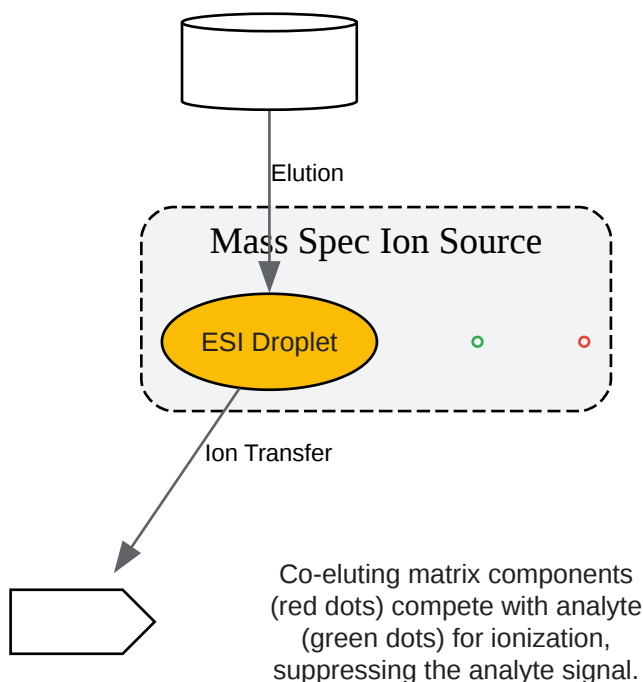 Elution
Mass Spec Ion Source
ESI Droplet
Ion Transfer
Co-eluting matrix components
(red dots) compete with analyte
(green dots) for ionization,
suppressing the analyte signal.